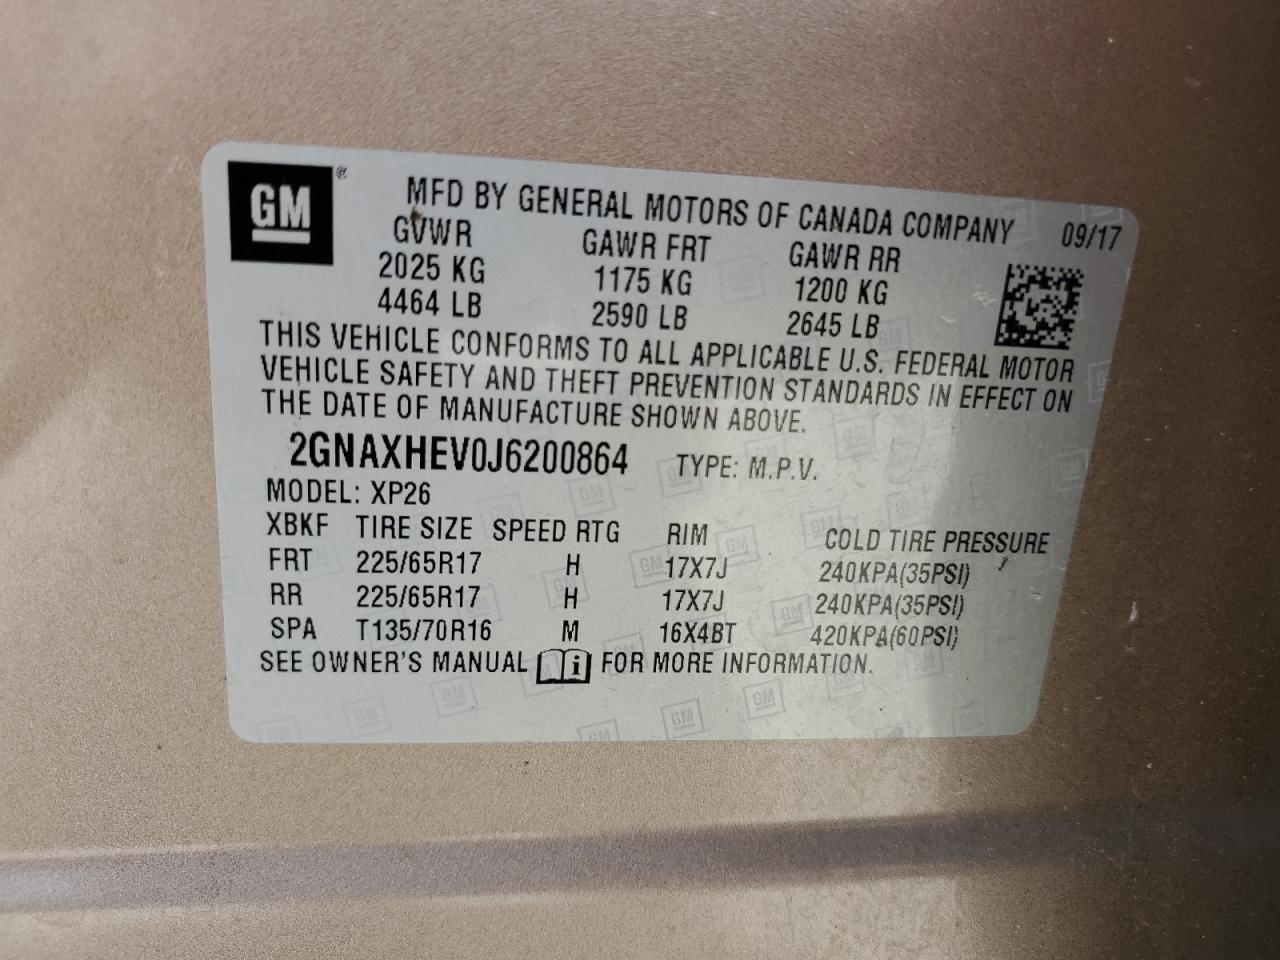 GM ®
MFD BY GENERAL MOTORS OF CANADA COMPANY 09/17
GVWR GAWR FRT GAWR RR
2025 KG 1175 KG 1200 KG
4464 LB 2590 LB 2645 LB
THIS VEHICLE CONFORMS TO ALL APPLICABLE U.S. FEDERAL MOTOR
VEHICLE SAFETY AND THEFT PREVENTION STANDARDS IN EFFECT ON
THE DATE OF MANUFACTURE SHOWN ABOVE.
2GNAXHEV0J6200864 TYPE: M.P.V.
MODEL: XP26
XBKF TIRE SIZE SPEED RTG RIM COLD TIRE PRESSURE
FRT 225/65R17 H 17X7J 240KPA(35PSI)
RR 225/65R17 H 17X7J 240KPA(35PSI)
SPA T135/70R16 M 16X4BT 420KPA(60PSI)
SEE OWNER'S MANUAL i FOR MORE INFORMATION.